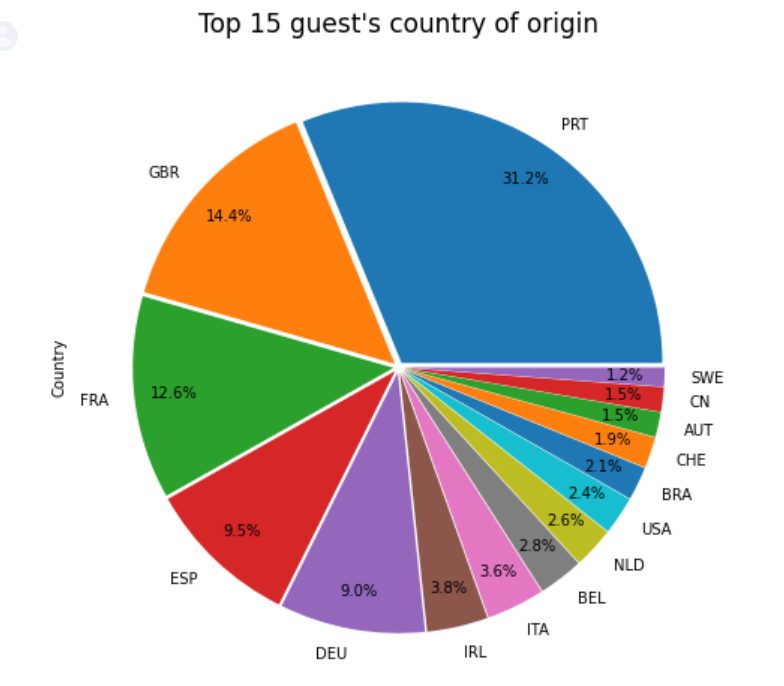 Top 15 guest's country of origin
PRT
31.2%
GBR
14.4%
FRA
12.6%
ESP
9.5%
DEU
9.0%
IRL
3.8%
ITA
3.6%
BEL
2.8%
NLD
2.6%
USA
2.4%
BRA
2.1%
CHE
1.9%
AUT
1.5%
CN
1.5%
SWE
1.2%
Country